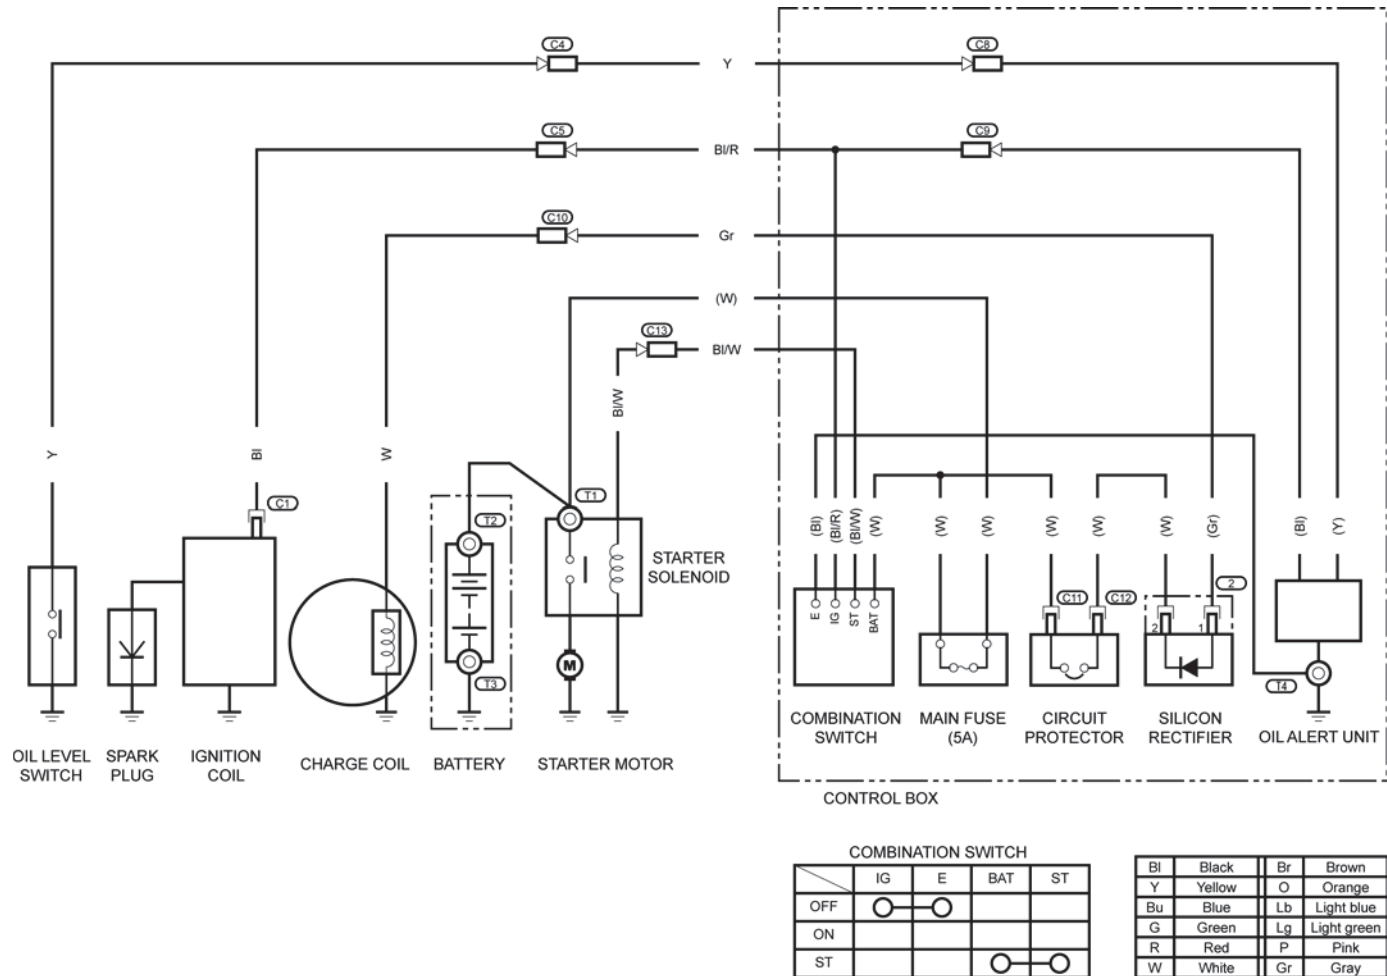 C4
C8
Y
C5
C9
Bl/R
C10
Gr
(W)
C13
Bl/W
Bl/W
Y
Bl
W
C1
T1
T2
T3
STARTER
SOLENOID
M
(Bl)
(Bl/R)
(Bl/W)
(W)
(W)
(W)
(W)
(W)
(W)
(Gr)
(Bl)
(Y)
E
IG
ST
BAT
C11
C12
2
2
1
T4
OIL LEVEL
SWITCH
SPARK
PLUG
IGNITION
COIL
CHARGE COIL
BATTERY
STARTER MOTOR
COMBINATION
SWITCH
MAIN FUSE
(5A)
CIRCUIT
PROTECTOR
SILICON
RECTIFIER
OIL ALERT UNIT
CONTROL BOX
COMBINATION SWITCH
IG E BAT ST
OFF
ON
ST
Bl Black Br Brown
Y Yellow O Orange
Bu Blue Lb Light blue
G Green Lg Light green
R Red P Pink
W White Gr Gray